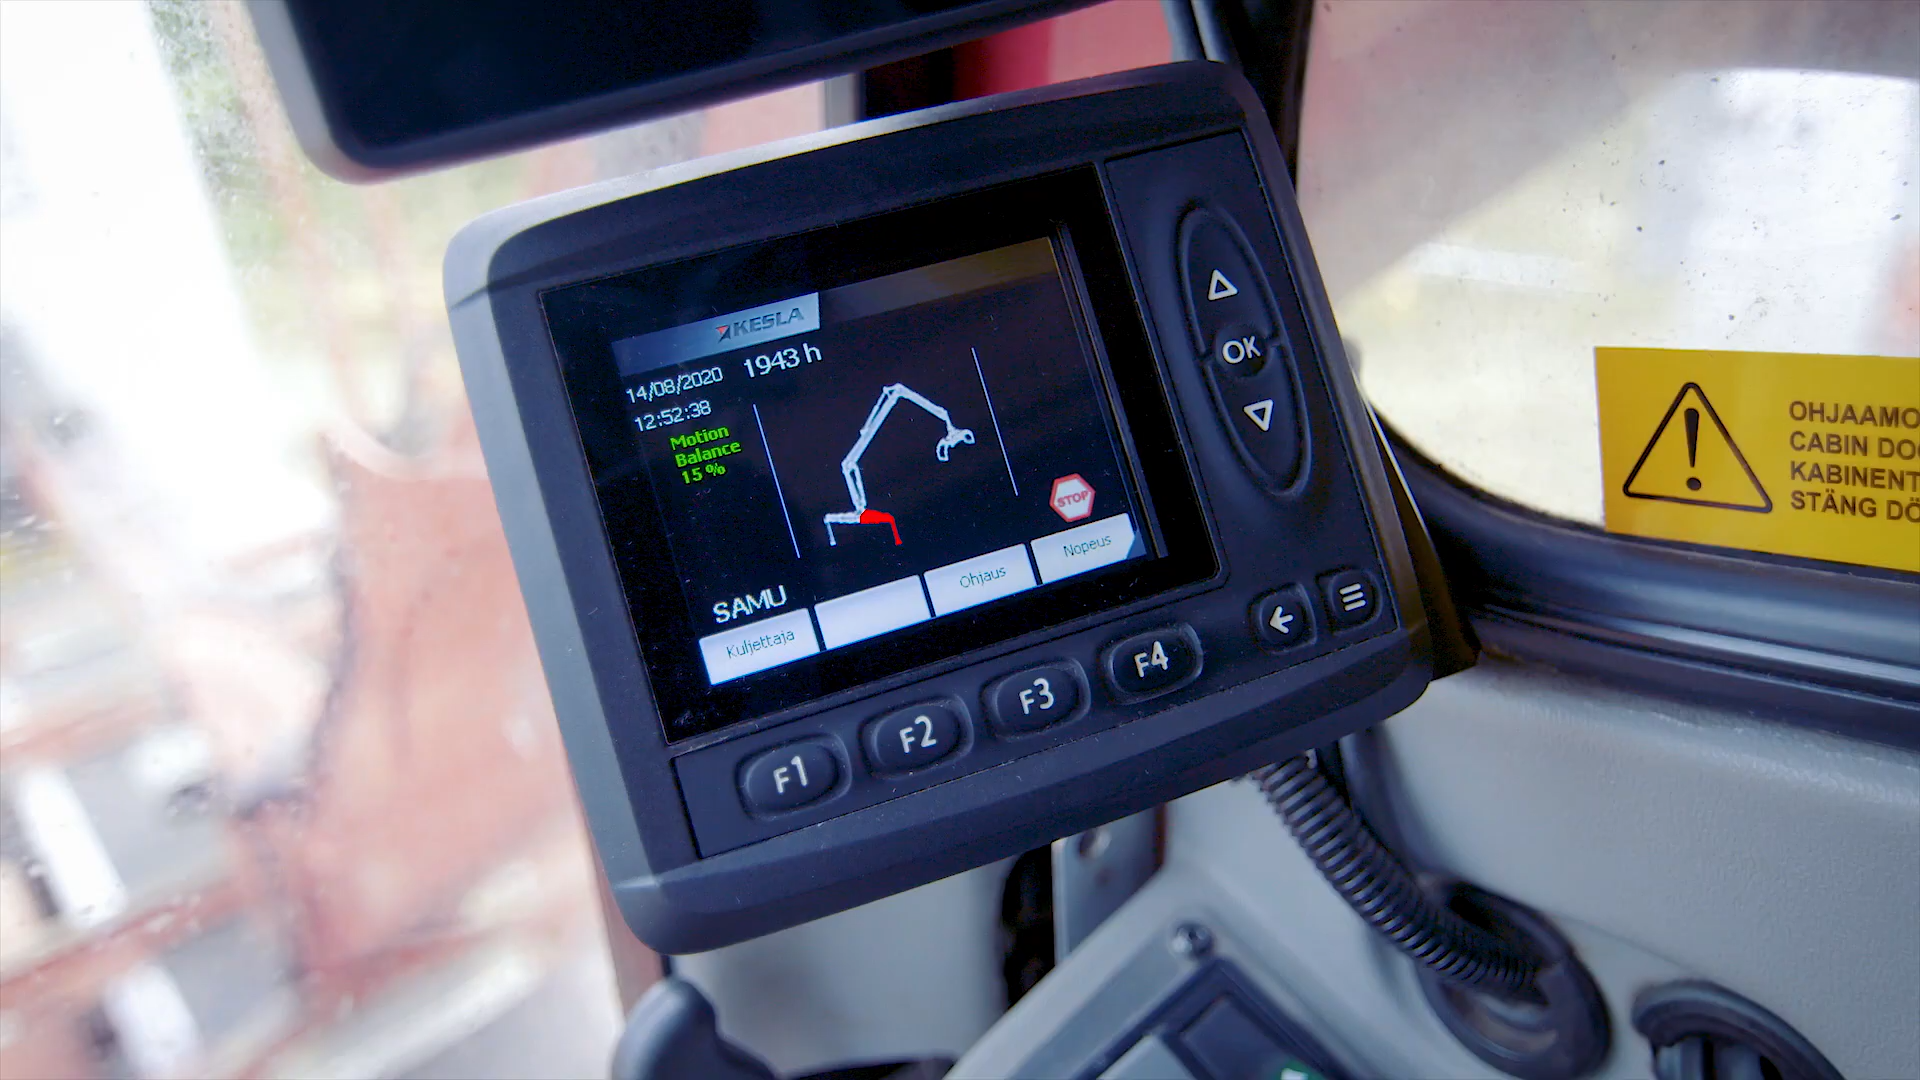 KESLA
14/08/2020 1943 h
12:52:38
Motion
Balance
15 %
STOP
SAMU
Kuljettaja
Ohjaus
Nopeus
OK
F1
F2
F3
F4
OHJAAMO
CABIN DOO
KABINENT
STÄNG DÖ